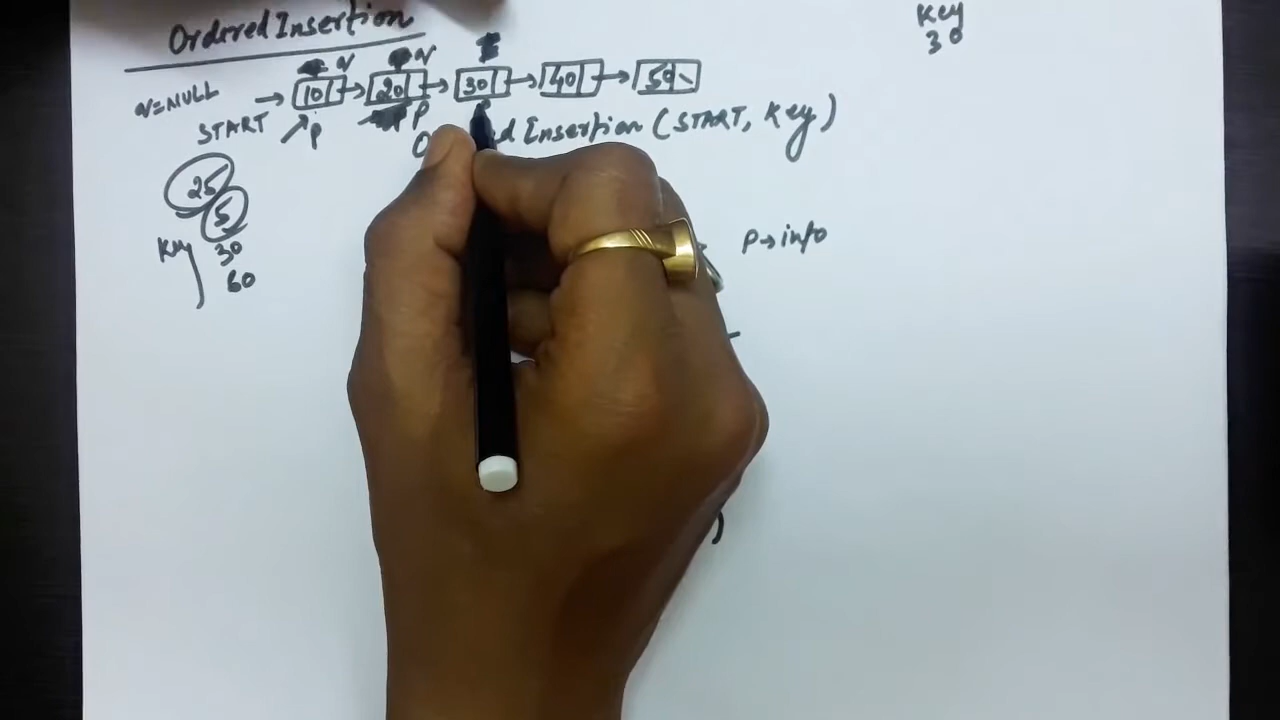 Ordered Insertion
Key
30
q q
q=NULL 10 20 30 40 50
START P P
Insertion (START, Key)
25
5
Key 30
60
P→info